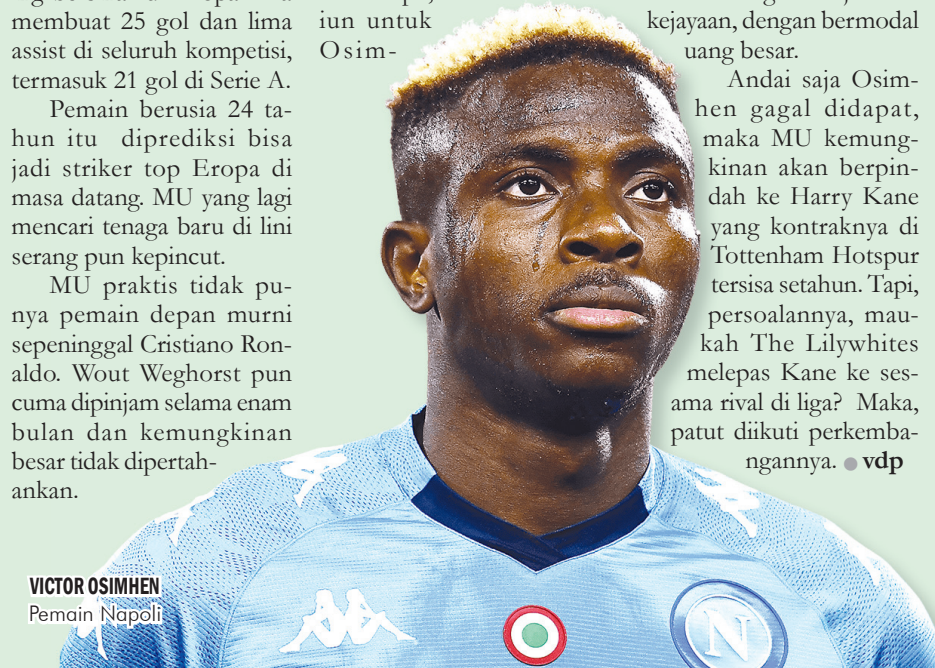 membuat 25 gol dan lima
assist di seluruh kompetisi,
termasuk 21 gol di Serie A.
Pemain berusia 24 ta-
hun itu diprediksi bisa
jadi striker top Eropa di
masa datang. MU yang lagi
mencari tenaga baru di lini
serang pun kepincut.
MU praktis tidak pu-
nya pemain depan murni
sepeninggal Cristiano Ron-
aldo. Wout Weghorst pun
cuma dipinjam selama enam
bulan dan kemungkinan
besar tidak dipertah-
ankan.
iun untuk
Osim-
kejayaan, dengan bermodal
uang besar.
Andai saja Osim-
hen gagal didapat,
maka MU kemung-
kinan akan berpin-
dah ke Harry Kane
yang kontraknya di
Tottenham Hotspur
tersisa setahun. Tapi,
persoalannya, mau-
kah The Lilywhites
melepas Kane ke ses-
ama rival di liga? Maka,
patut diikuti perkemba-
ngannya. ● vdp
VICTOR OSIMHEN
Pemain Napoli
N